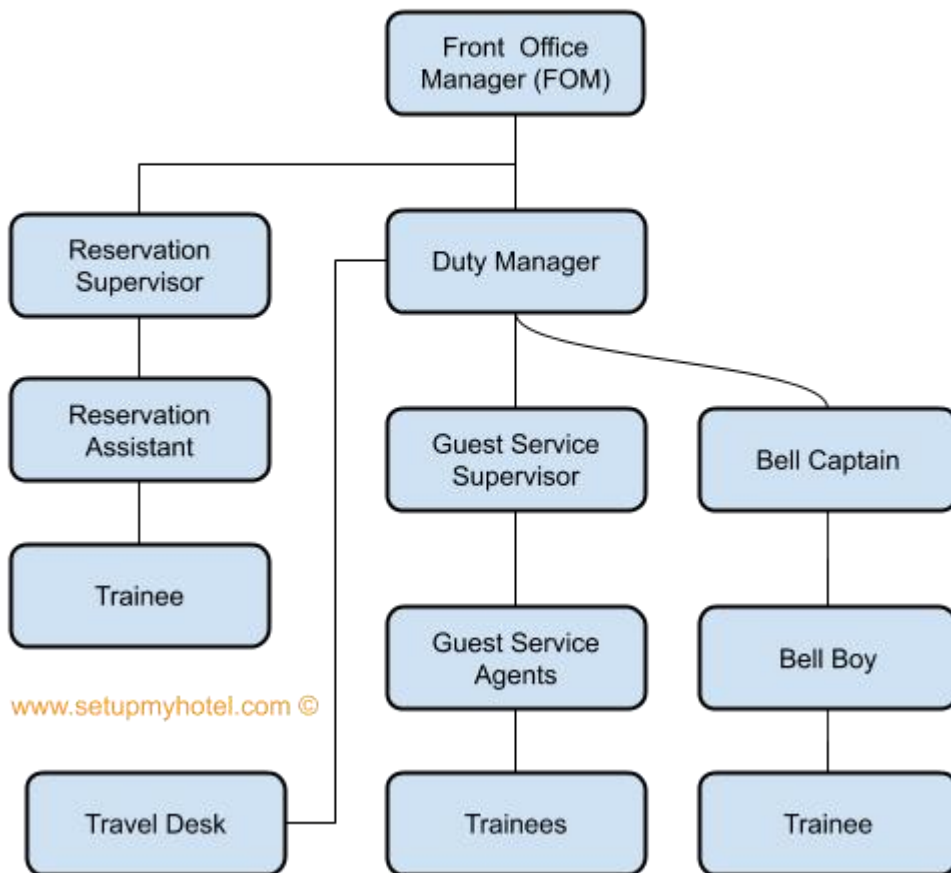 Front Office
Manager (FOM)
Reservation
Supervisor
Duty Manager
Reservation
Assistant
Guest Service
Supervisor
Bell Captain
Trainee
Guest Service
Agents
Bell Boy
www.setupmyhotel.com ©
Travel Desk
Trainees
Trainee